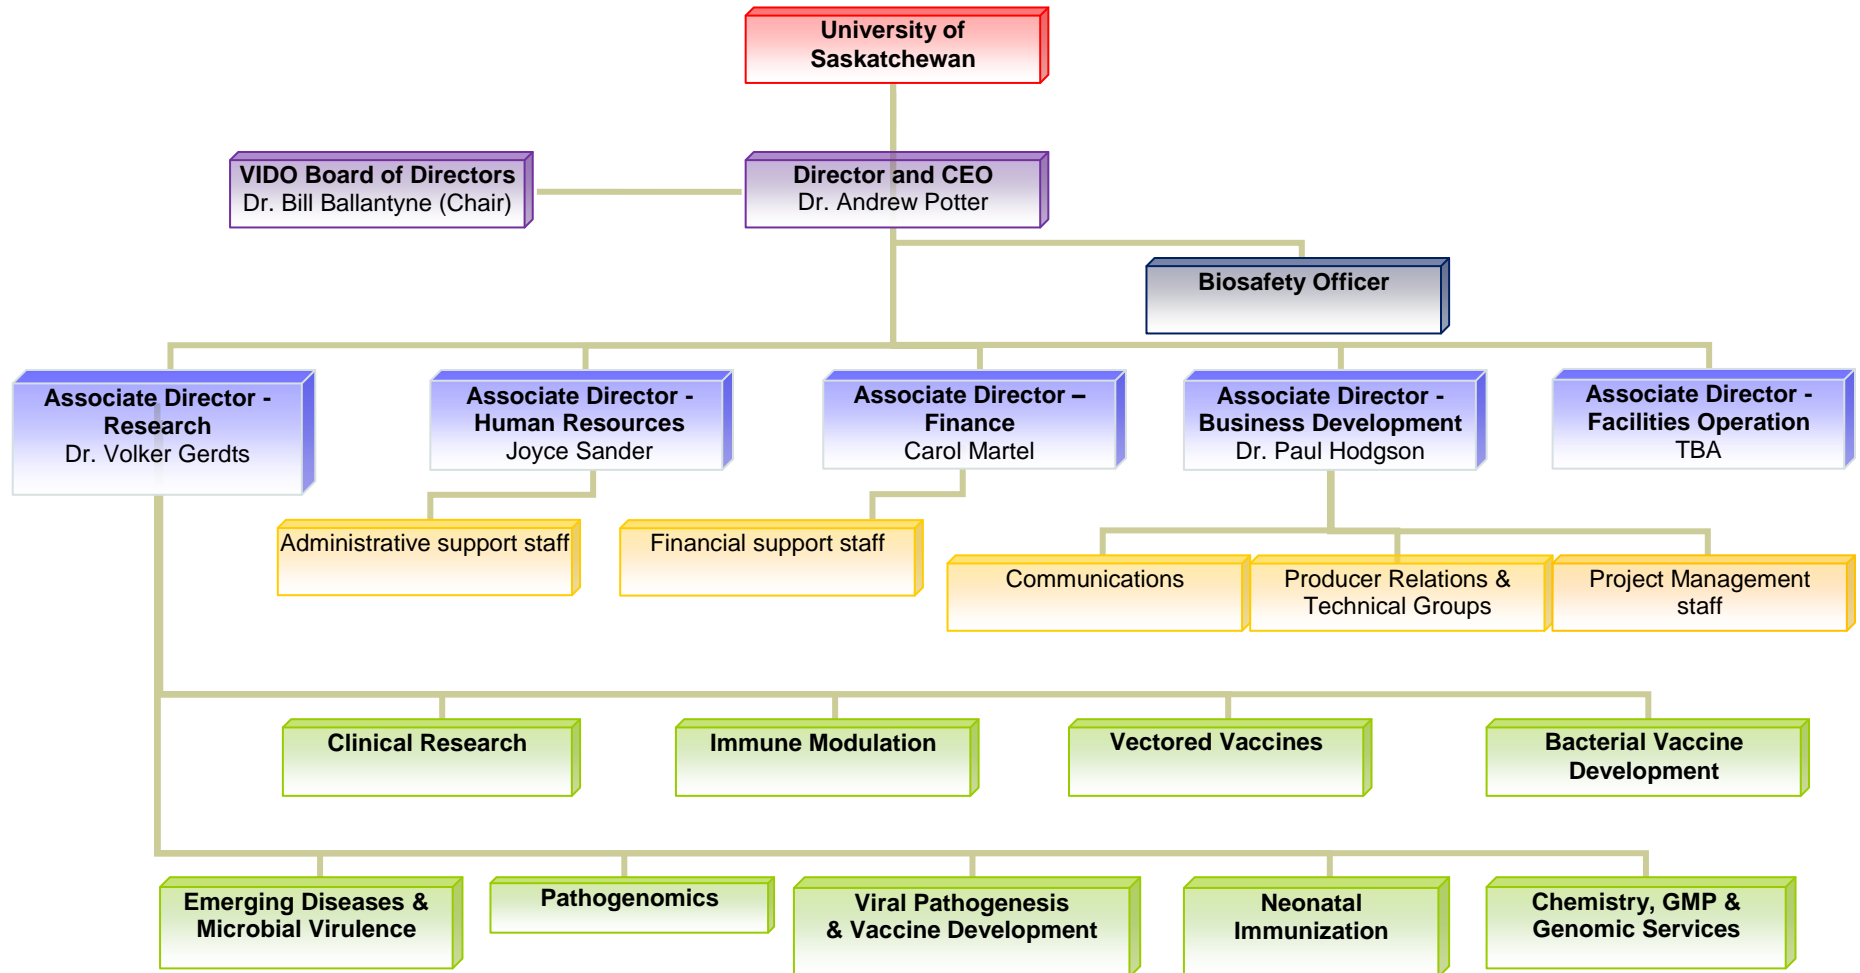 University of
Saskatchewan
VIDO Board of Directors
Dr. Bill Ballantyne (Chair)
Director and CEO
Dr. Andrew Potter
Biosafety Officer
Associate Director -
Research
Dr. Volker Gerdts
Associate Director -
Human Resources
Joyce Sander
Associate Director –
Finance
Carol Martel
Associate Director -
Business Development
Dr. Paul Hodgson
Associate Director -
Facilities Operation
TBA
Administrative support staff
Financial support staff
Communications
Producer Relations &
Technical Groups
Project Management
staff
Clinical Research
Immune Modulation
Vectored Vaccines
Bacterial Vaccine
Development
Emerging Diseases &
Microbial Virulence
Pathogenomics
Viral Pathogenesis
& Vaccine Development
Neonatal
Immunization
Chemistry, GMP &
Genomic Services